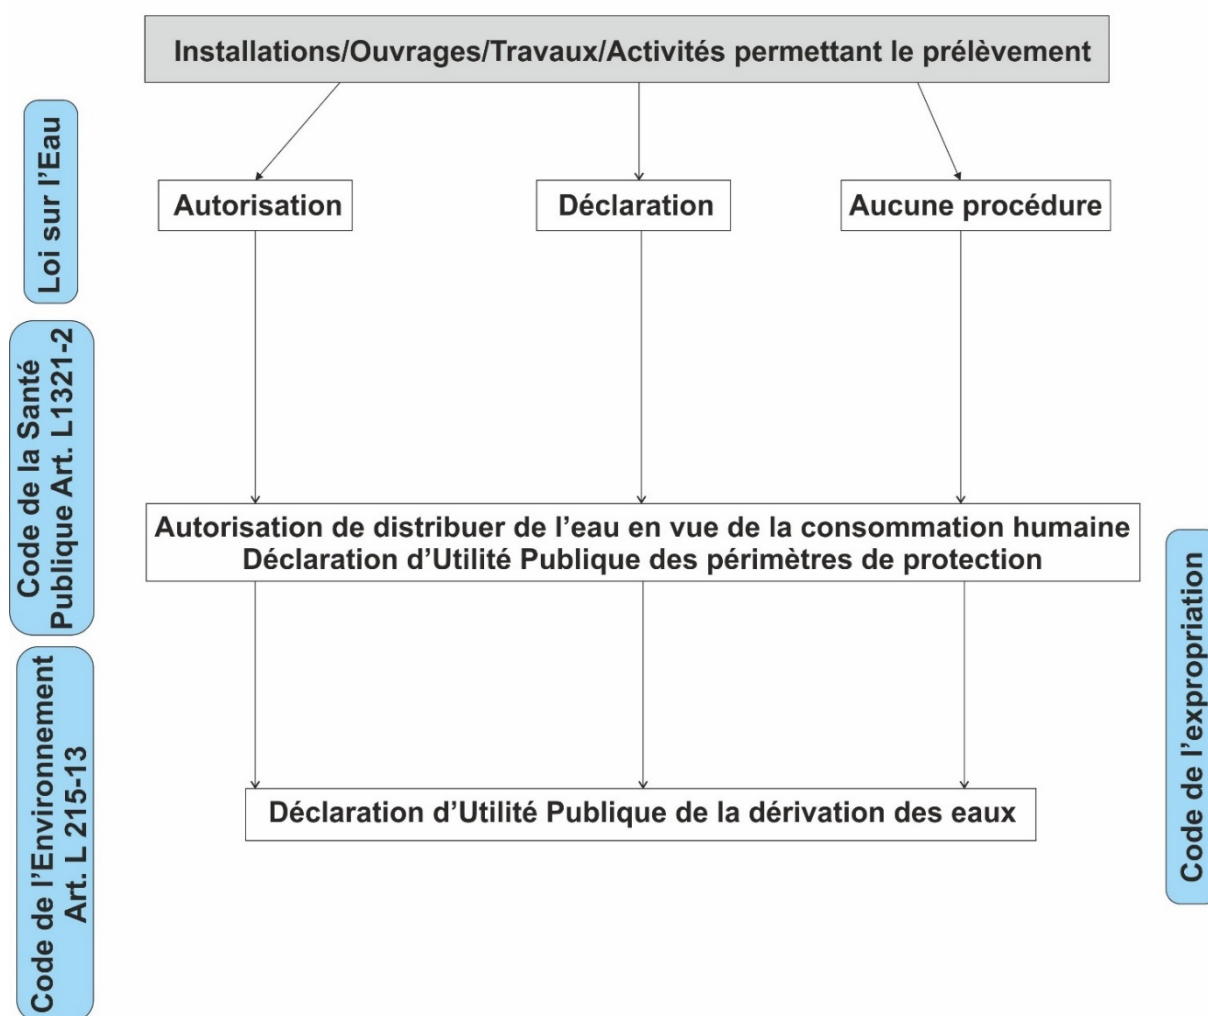 Installations/Ouvrages/Travaux/Activités permettant le prélèvement
Loi sur l'Eau
Autorisation
Déclaration
Aucune procédure
Code de la Santé
Publique Art. L1321-2
Autorisation de distribuer de l'eau en vue de la consommation humaine
Déclaration d'Utilité Publique des périmètres de protection
Code de l'expropriation
Code de l'Environnement
Art. L 215-13
Déclaration d'Utilité Publique de la dérivation des eaux